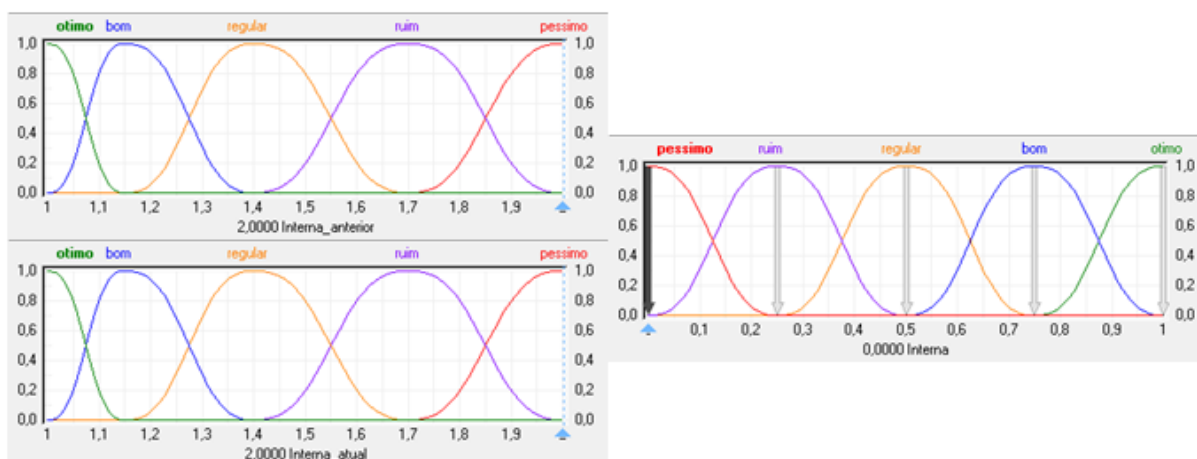 otimo bom regular ruim pessimo
1,0 1,0
0,8 0,8
0,6 0,6
0,4 0,4
0,2 0,2
0,0 0,0
1 1,1 1,2 1,3 1,4 1,5 1,6 1,7 1,8 1,9
2,0000 Interna_anterior
otimo bom regular ruim pessimo
1,0 1,0
0,8 0,8
0,6 0,6
0,4 0,4
0,2 0,2
0,0 0,0
1 1,1 1,2 1,3 1,4 1,5 1,6 1,7 1,8 1,9
2,0000 Interna_atual
pessimo ruim regular bom otimo
1,0 1,0
0,8 0,8
0,6 0,6
0,4 0,4
0,2 0,2
0,0 0,0
0,1 0,2 0,3 0,4 0,5 0,6 0,7 0,8 0,9 1
0,0000 Interna